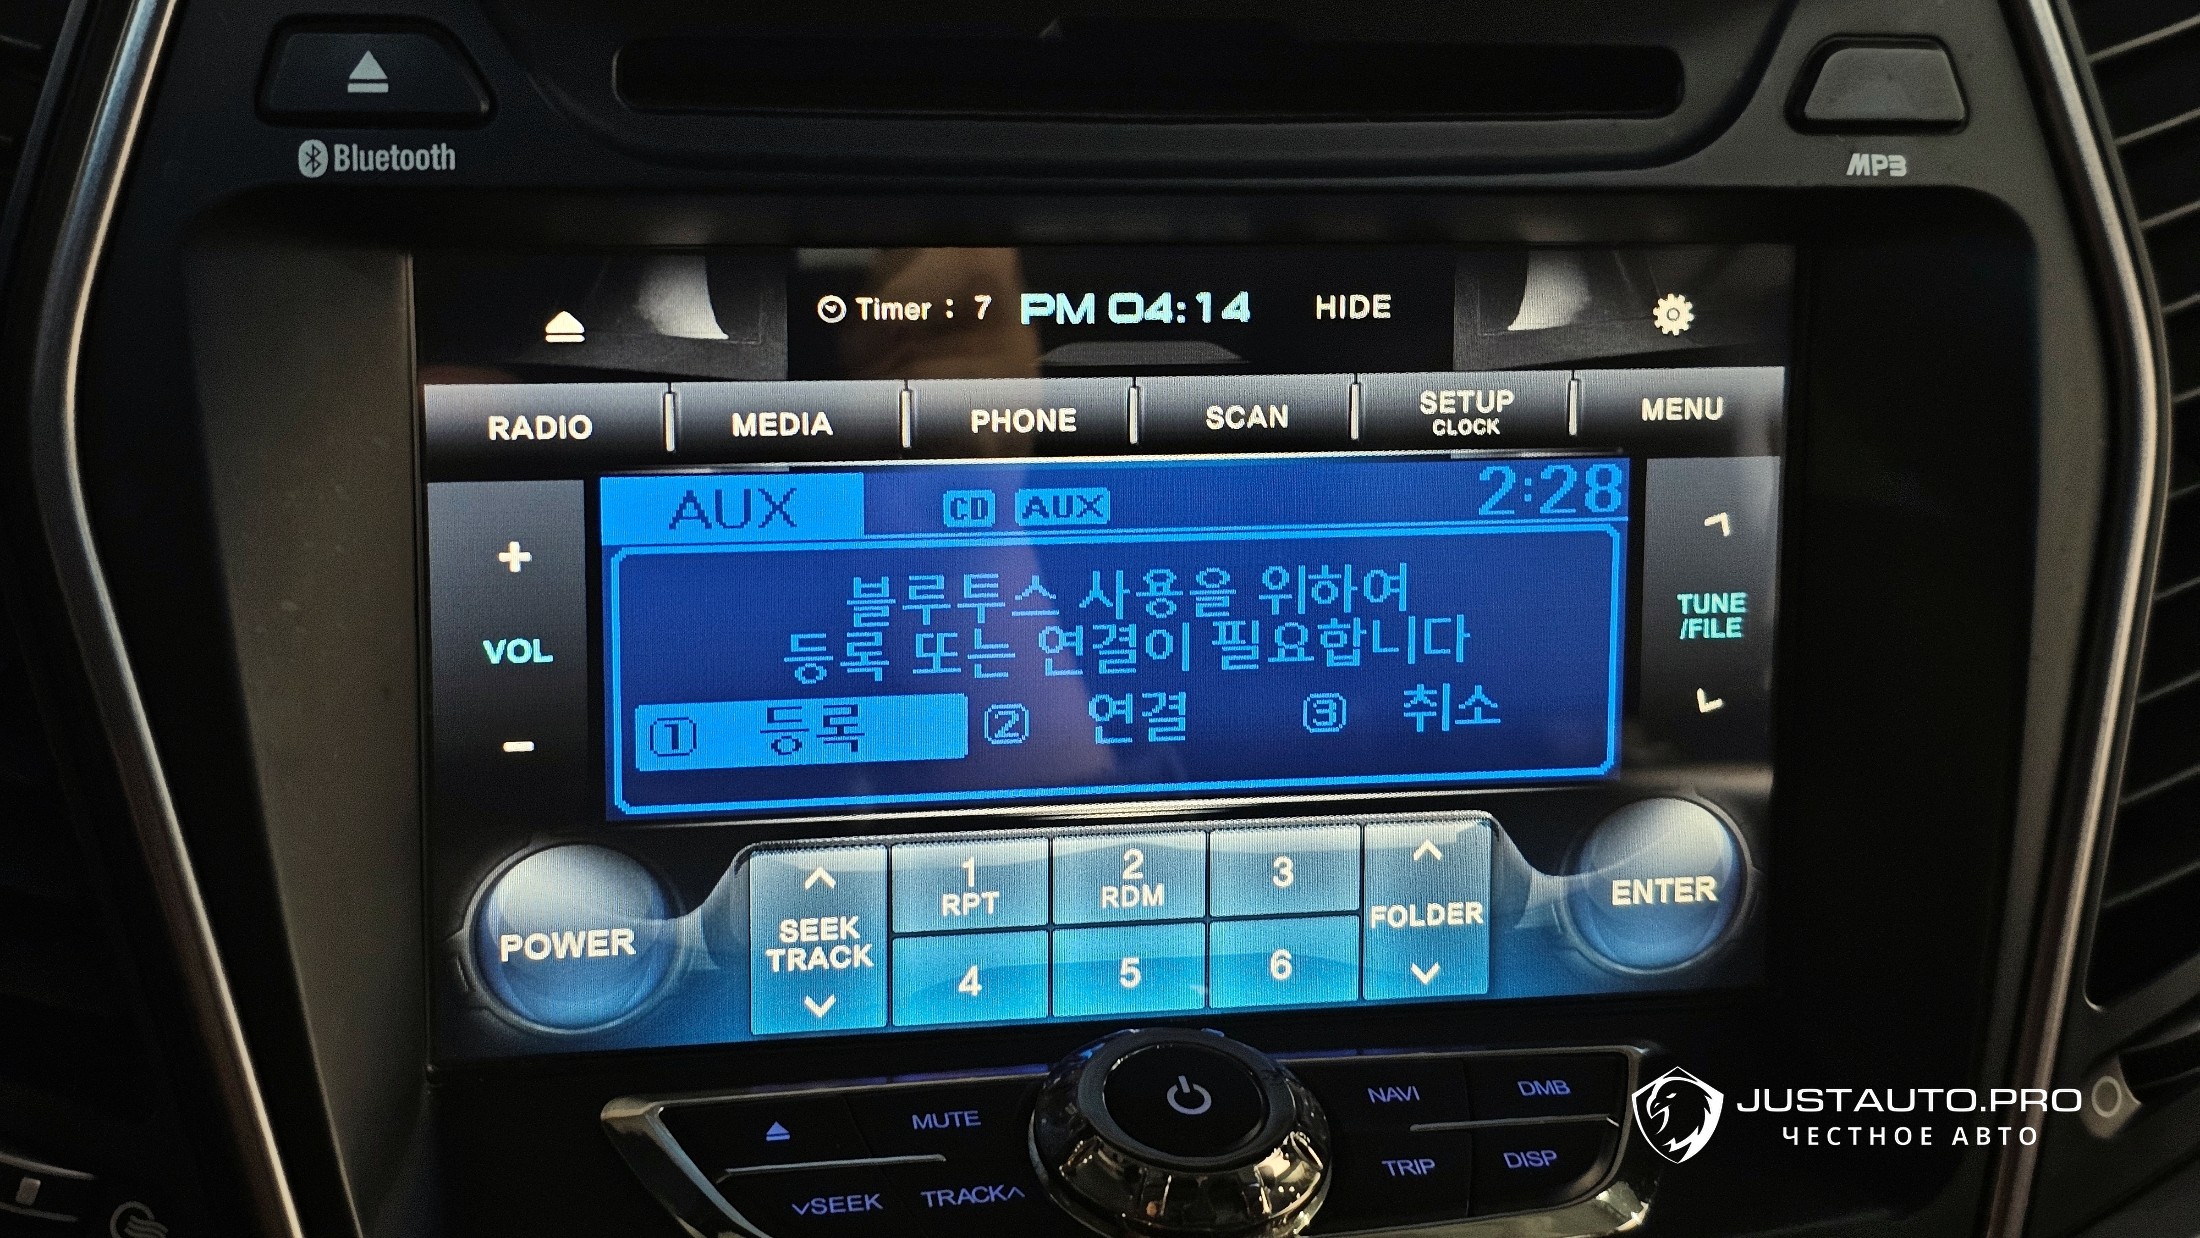 Bluetooth
MP3
Timer : 7 PM 04:14 HIDE
RADIO MEDIA PHONE SCAN SETUP CLOCK MENU
AUX CD AUX 2:28
블루투스 사용을 위하여
등록 또는 연결이 필요합니다
① 등록 ② 연결 ③ 취소
+
VOL
-
TUNE
/FILE
POWER
SEEK
TRACK
1
RPT
2
RDM
3
4
5
6
FOLDER
ENTER
MUTE
SEEK TRACK
NAVI DMB
TRIP DISP
JUSTAUTO.PRO
ЧЕСТНОЕ АВТО